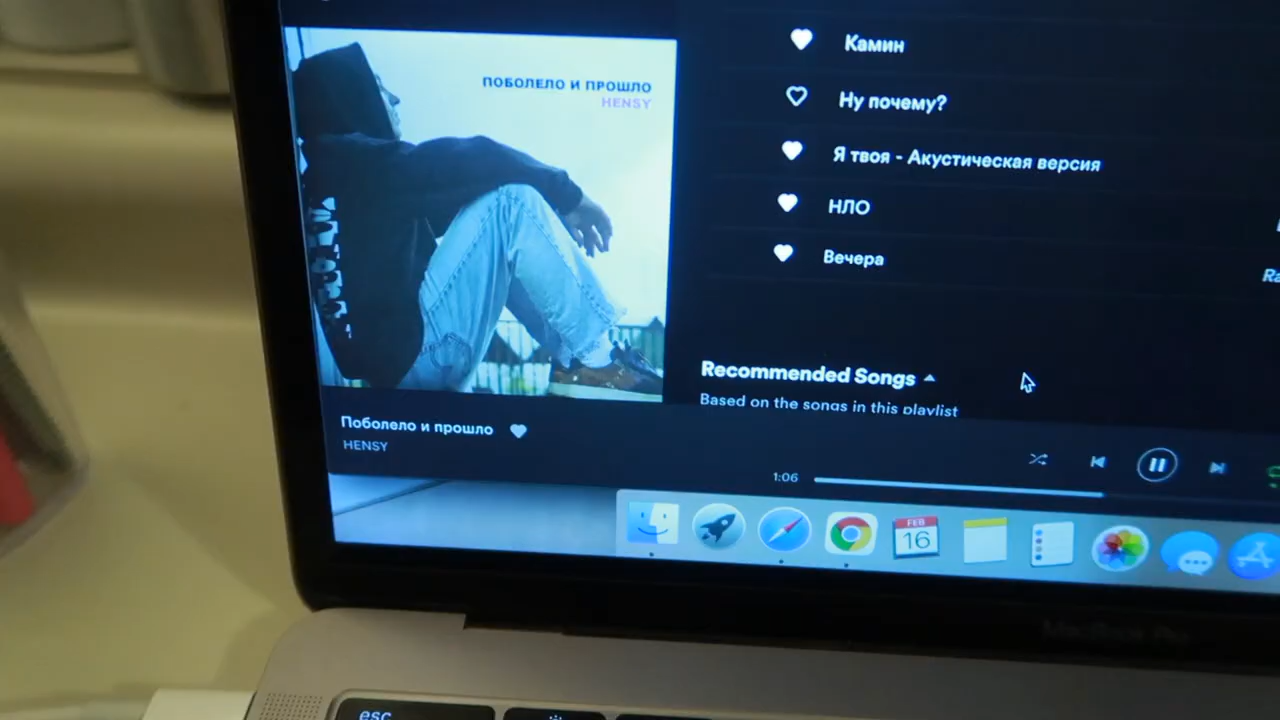 ПОБОЛЕЛО И ПРОШЛО
HENSY
Камин
Ну почему?
Я твоя - Акустическая версия
НЛО
Вечера
Ra
Recommended Songs
Based on the songs in this playlist
Поболело и прошло
HENSY
1:06
FEB
16
esc